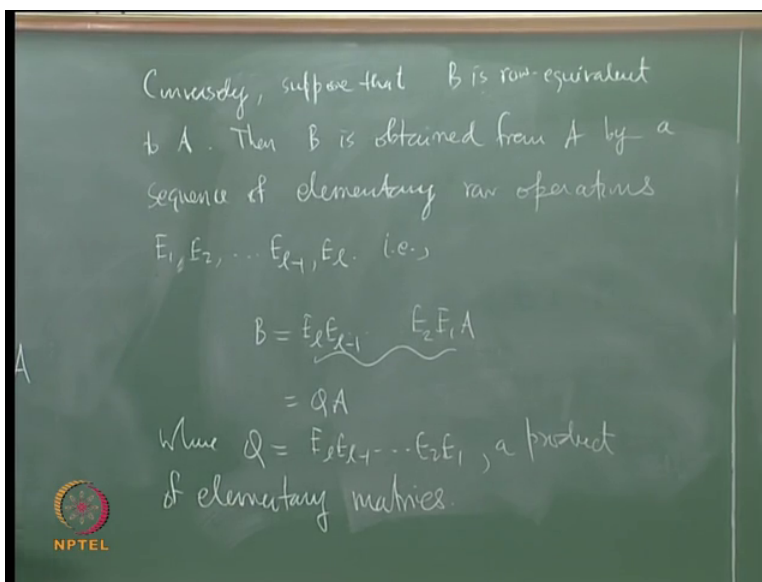 Conversely, suppose that B is row-equivalent
to A. Then B is obtained from A by a
sequence of elementary row operations
E₁, E₂, ... Eₗ₋₁, Eₗ. i.e.,
B = EₗEₗ₋₁ E₂E₁A
A
= QA
Where Q = EₗEₗ₋₁...E₂E₁, a product
of elementary matrices.
NPTEL